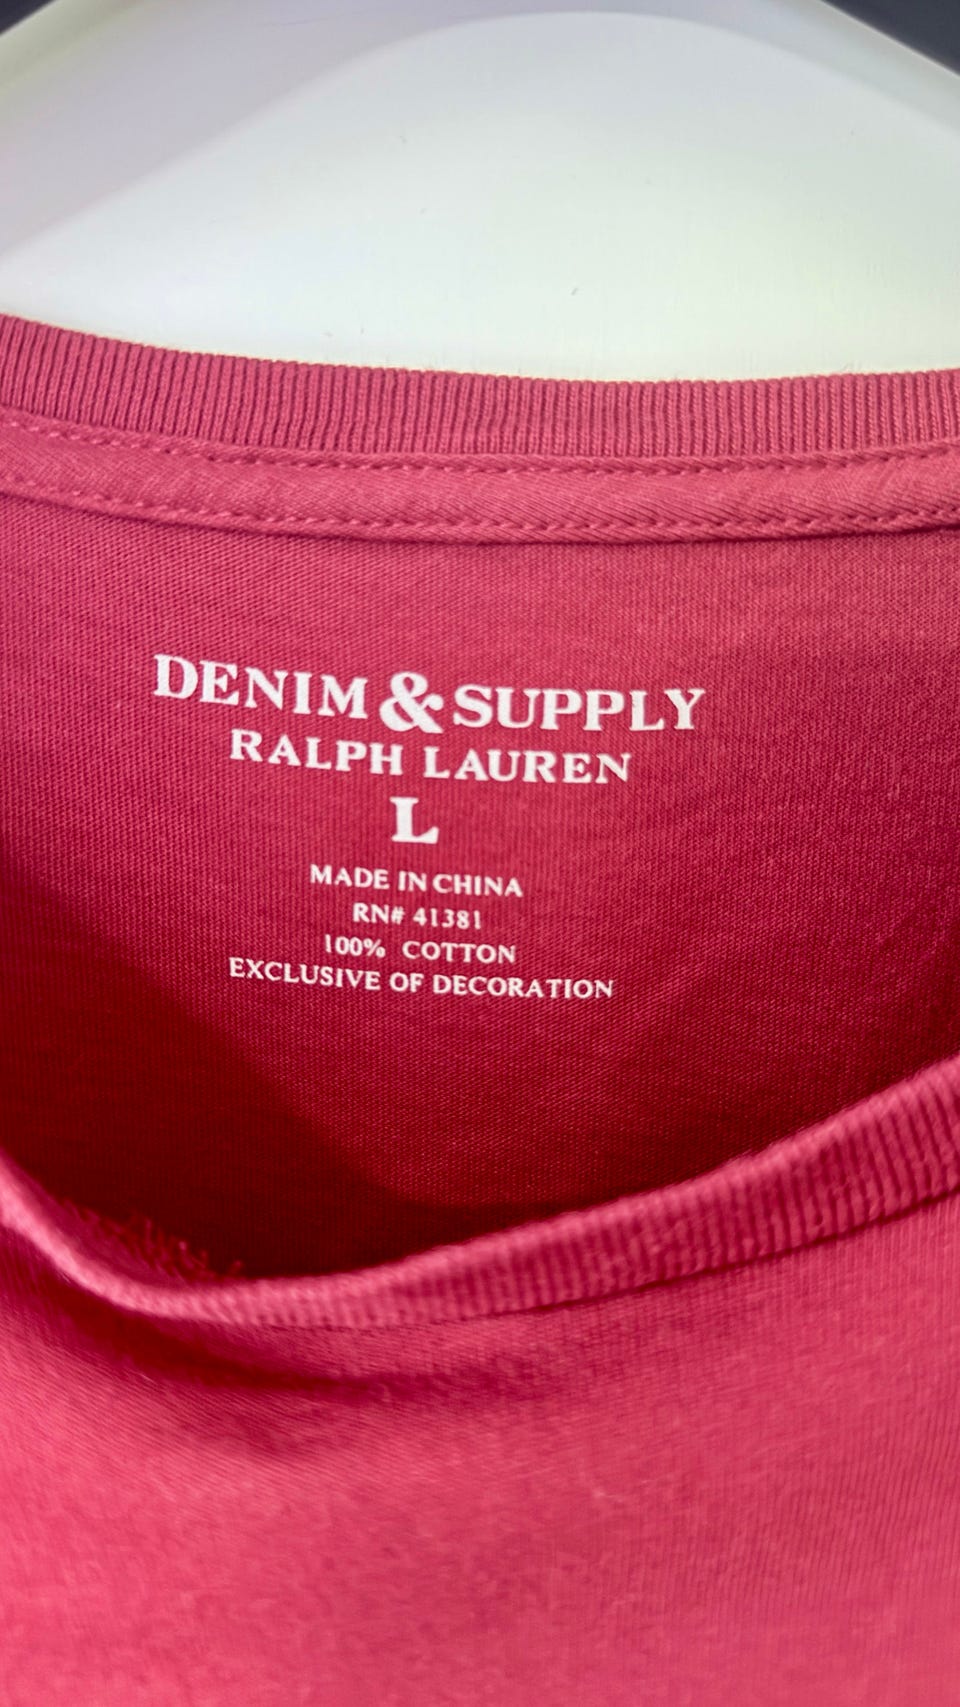 DENIM & SUPPLY
RALPH LAUREN
L
MADE IN CHINA
RN# 41381
100% COTTON
EXCLUSIVE OF DECORATION